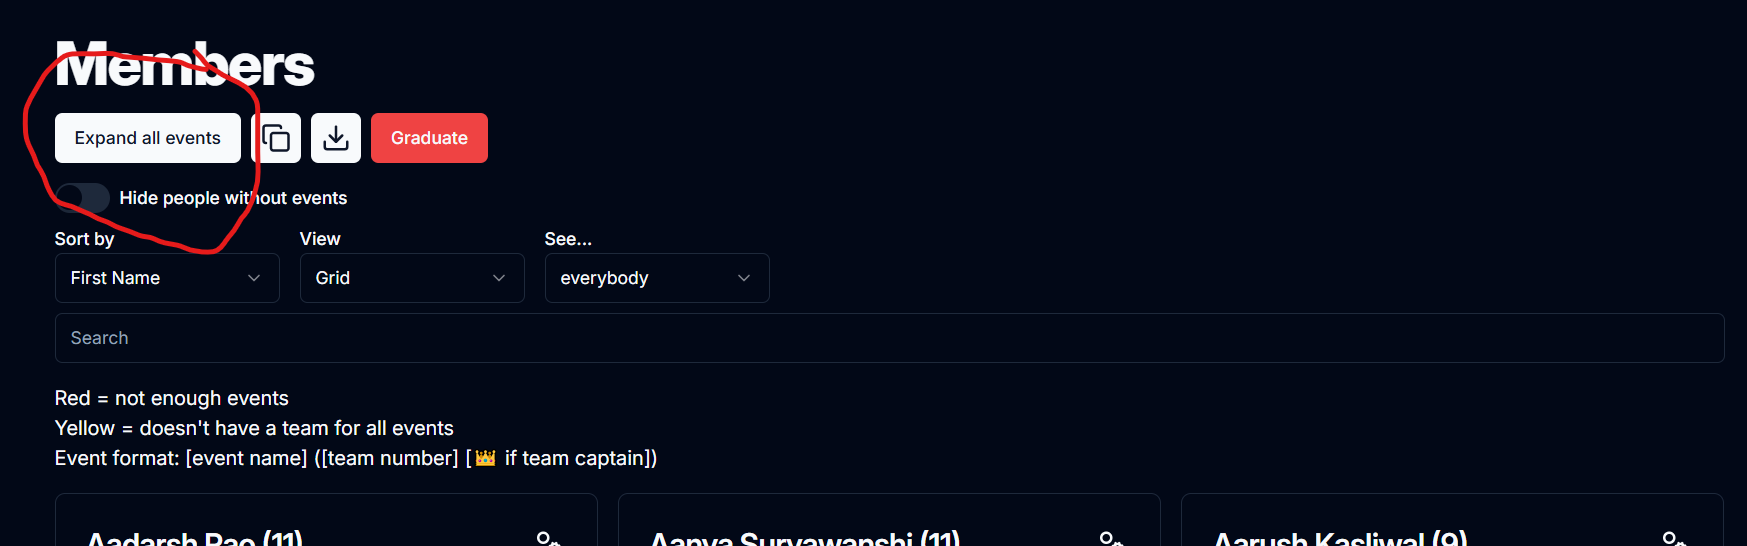 Members
Expand all events
Graduate
Hide people without events
Sort by View See...
First Name Grid everybody
Search
Red = not enough events
Yellow = doesn't have a team for all events
Event format: [event name] ([team number] [👑 if team captain])
Aadarsh Rao (11) Aanya Suryawanshi (11) Aarush Kasliwal (9)